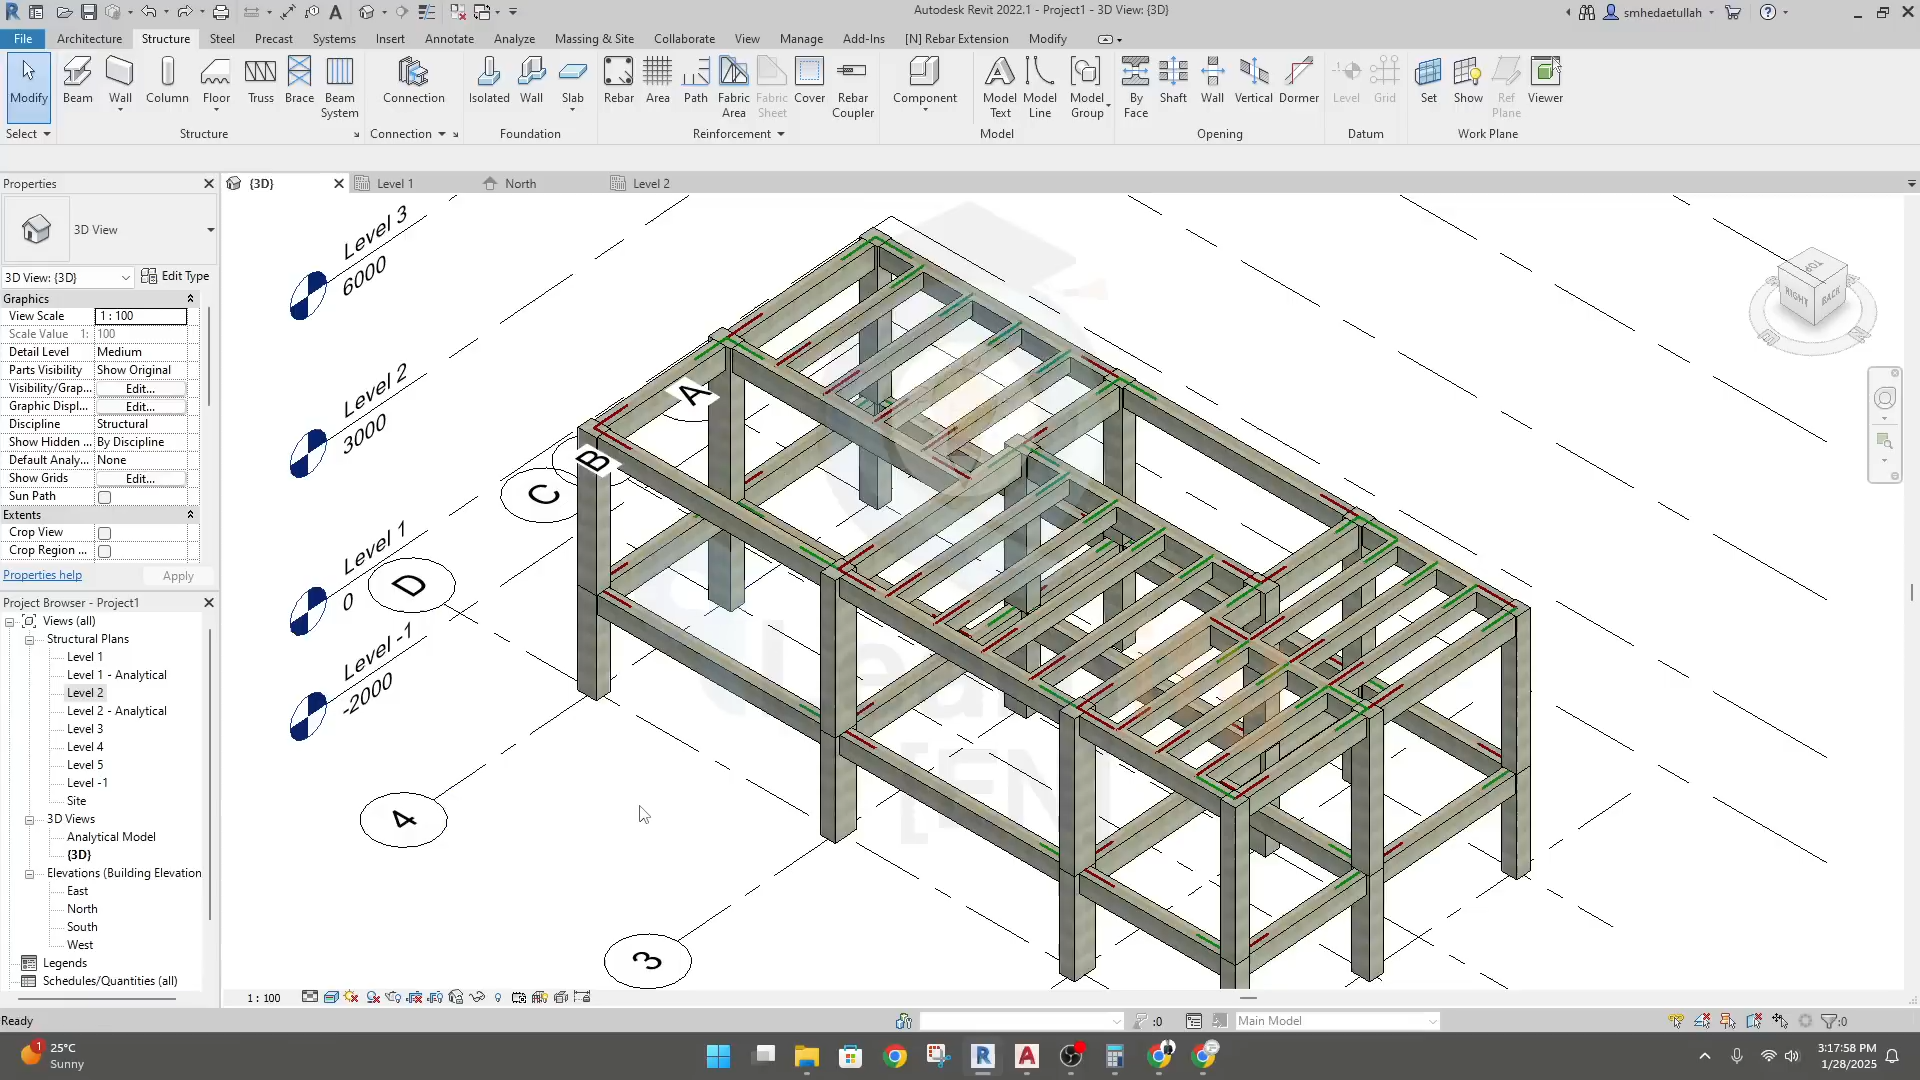 Autodesk Revit 2022.1 - Project1 - 3D View: {3D}
smhedaetullah
File Architecture Structure Steel Precast Systems Insert Annotate Analyze Massing & Site Collaborate View Manage Add-Ins [N] Rebar Extension Modify
Modify Beam Wall Column Floor Truss Brace Beam System Connection Isolated Wall Slab Rebar Area Path Fabric Area Fabric Sheet Cover Rebar Coupler Component Model Text Model Line Model Group By Face Shaft Wall Vertical Dormer Level Grid Set Show Ref Plane Viewer
Select Structure Connection Foundation Reinforcement Model Opening Datum Work Plane
Properties
{3D} Level 1 North Level 2
3D View
3D View: {3D} Edit Type
Graphics
View Scale 1 : 100
Scale Value 1: 100
Detail Level Medium
Parts Visibility Show Original
Visibility/Grap... Edit...
Graphic Displ... Edit...
Discipline Structural
Show Hidden ... By Discipline
Default Analy... None
Show Grids Edit...
Sun Path
Extents
Crop View
Crop Region ...
Properties help Apply
Project Browser - Project1
Views (all)
Structural Plans
Level 1
Level 1 - Analytical
Level 2
Level 2 - Analytical
Level 3
Level 4
Level 5
Level -1
Site
3D Views
Analytical Model
{3D}
Elevations (Building Elevation
East
North
South
West
Legends
Schedules/Quantities (all)
Level 3
6000
Level 2
3000
Level 1
0
Level -1
-2000
A
B
C
D
4
3
TOP
RIGHT
BACK
[EN]
1 : 100
Ready
:0
Main Model
:0
1
25°C
Sunny
3:17:58 PM
1/28/2025